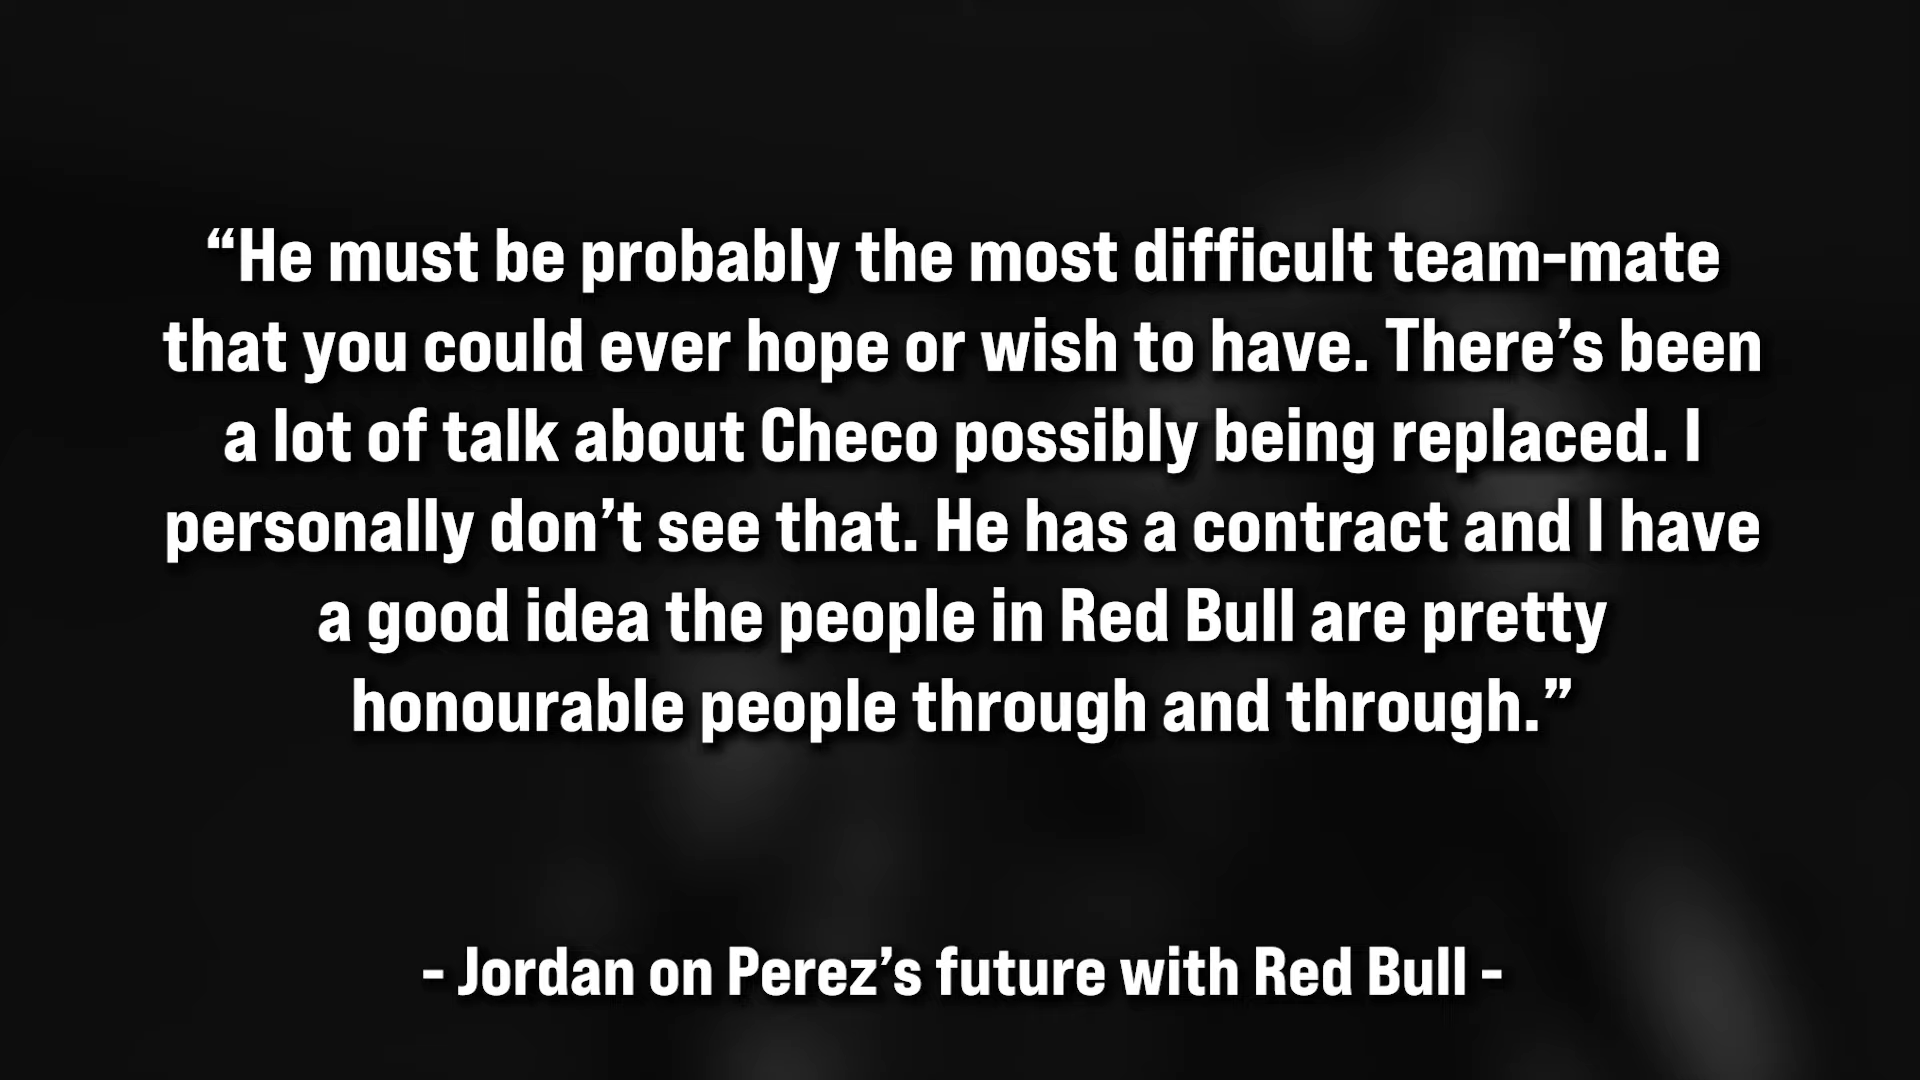 “He must be probably the most difficult team-mate
that you could ever hope or wish to have. There’s been
a lot of talk about Checo possibly being replaced. I
personally don’t see that. He has a contract and I have
a good idea the people in Red Bull are pretty
honourable people through and through.”
- Jordan on Perez’s future with Red Bull -